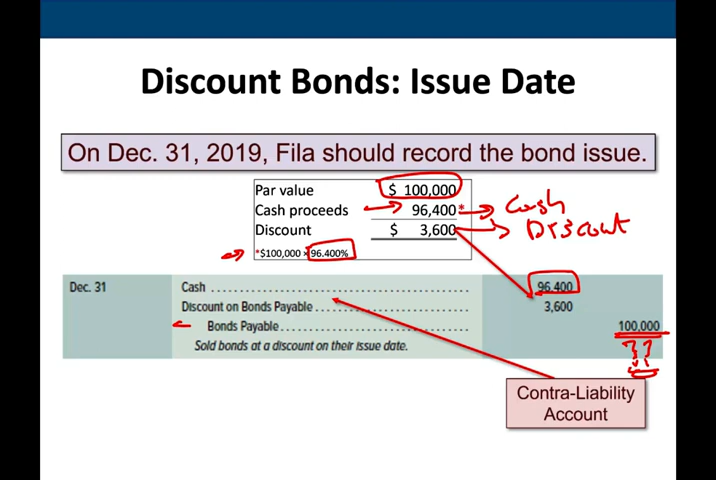 Discount Bonds: Issue Date
On Dec. 31, 2019, Fila should record the bond issue.
Par value $ 100,000
Cash proceeds 96,400 * Cash
Discount $ 3,600 Discount
*$100,000 × 96.400%
Dec. 31 Cash .................................................. 96,400
Discount on Bonds Payable .............................. 3,600
Bonds Payable ........................................ 100,000
Sold bonds at a discount on their issue date.
Contra-Liability
Account